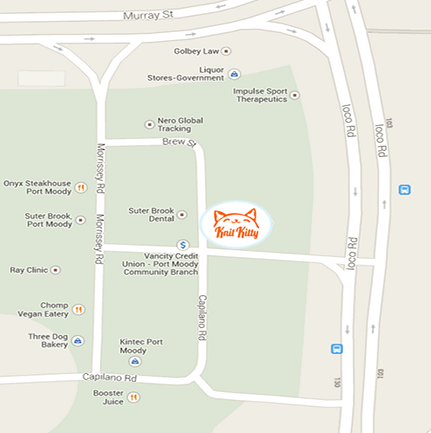 Murray St
Golbey Law
Liquor
Stores-Government
Impulse Sport
Therapeutics
Ioco Rd
Ioco Rd
103
Nero Global
Tracking
Brew St
Morrissey Rd
Onyx Steakhouse
Port Moody
Suter Brook
Dental
Knit Kitty
Suter Brook,
Port Moody
Morrissey Rd
Vancity Credit
Union - Port Moody
Community Branch
Ioco Rd
Ray Clinic
Capilano Rd
Chomp
Vegan Eatery
Three Dog
Bakery
Kintec Port
Moody
Capilano Rd
130
103
Booster
Juice